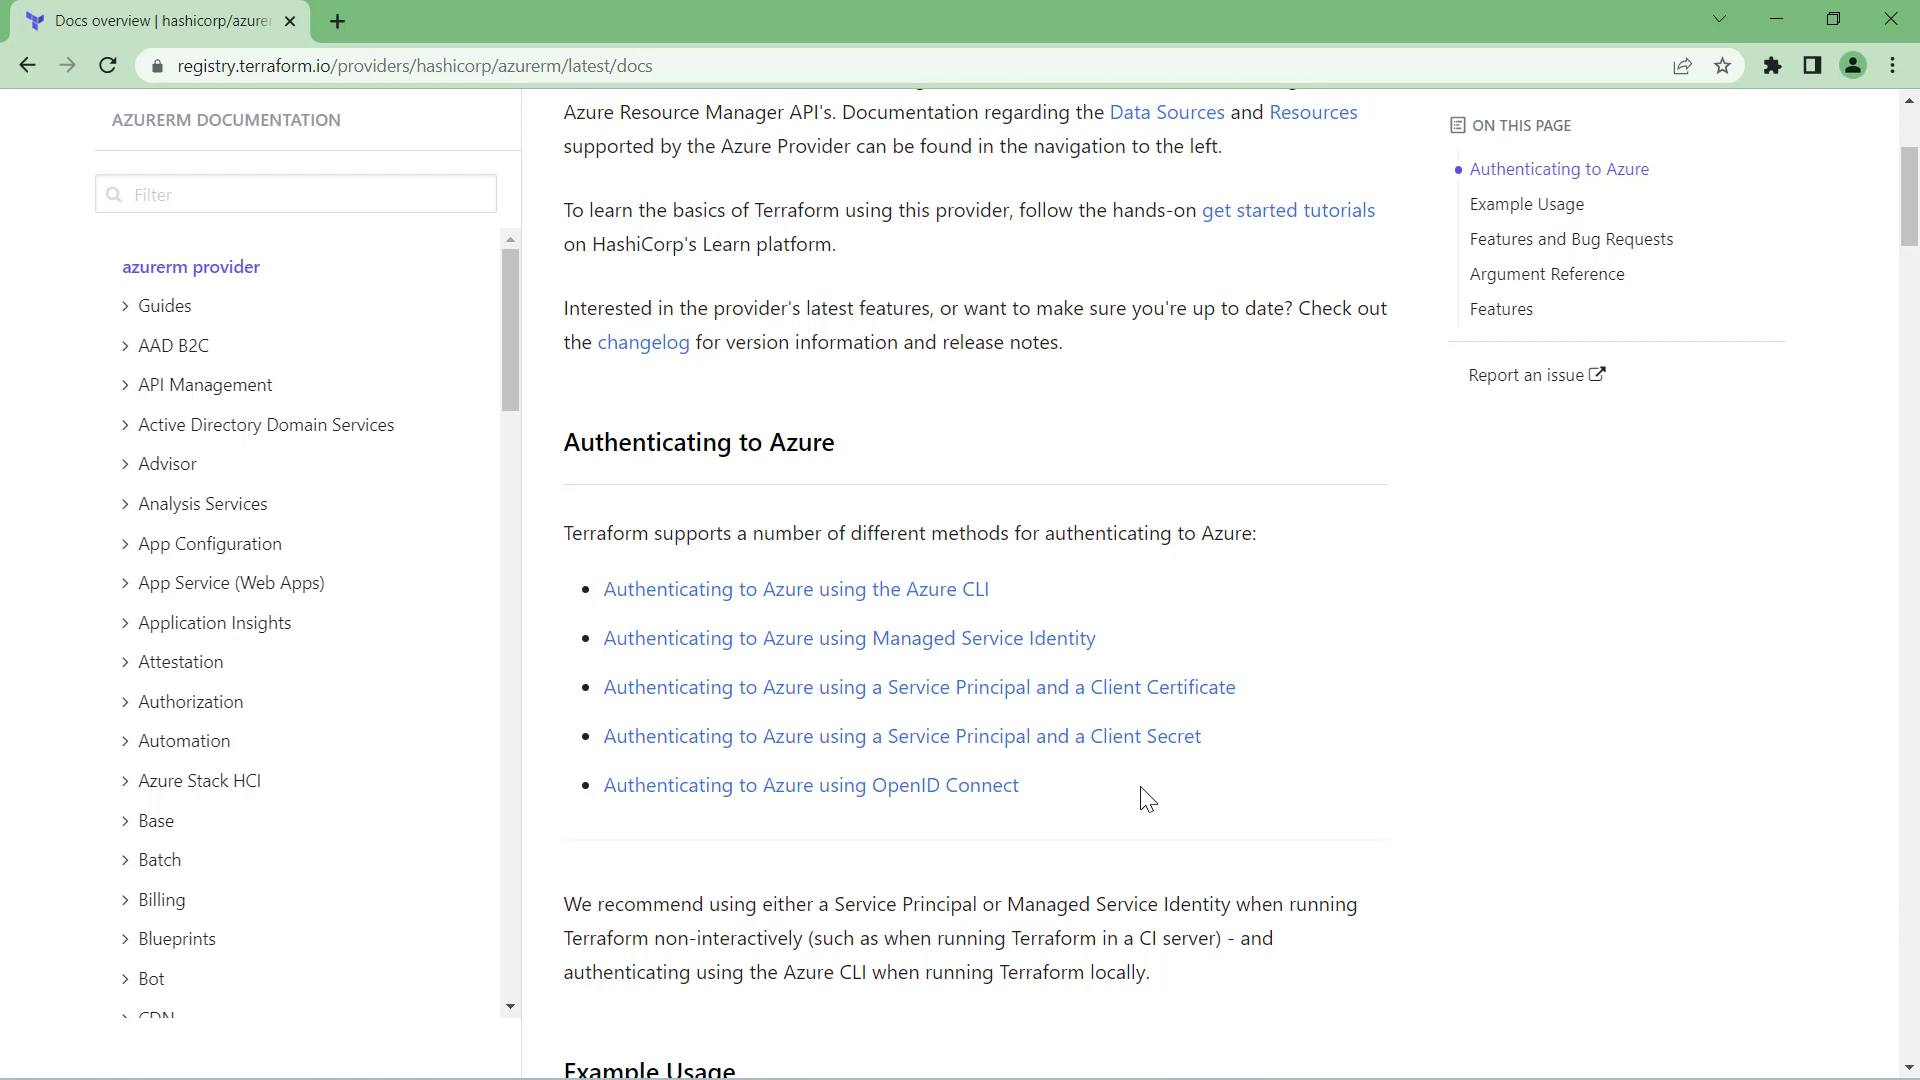 Docs overview | hashicorp/azurer
registry.terraform.io/providers/hashicorp/azurerm/latest/docs
AZURERM DOCUMENTATION
Filter
azurerm provider
Guides
AAD B2C
API Management
Active Directory Domain Services
Advisor
Analysis Services
App Configuration
App Service (Web Apps)
Application Insights
Attestation
Authorization
Automation
Azure Stack HCI
Base
Batch
Billing
Blueprints
Bot
CDN
Azure Resource Manager API's. Documentation regarding the Data Sources and Resources
supported by the Azure Provider can be found in the navigation to the left.
To learn the basics of Terraform using this provider, follow the hands-on get started tutorials
on HashiCorp's Learn platform.
Interested in the provider's latest features, or want to make sure you're up to date? Check out
the changelog for version information and release notes.
Authenticating to Azure
Terraform supports a number of different methods for authenticating to Azure:
• Authenticating to Azure using the Azure CLI
• Authenticating to Azure using Managed Service Identity
• Authenticating to Azure using a Service Principal and a Client Certificate
• Authenticating to Azure using a Service Principal and a Client Secret
• Authenticating to Azure using OpenID Connect
We recommend using either a Service Principal or Managed Service Identity when running
Terraform non-interactively (such as when running Terraform in a CI server) - and
authenticating using the Azure CLI when running Terraform locally.
Example Usage
ON THIS PAGE
Authenticating to Azure
Example Usage
Features and Bug Requests
Argument Reference
Features
Report an issue